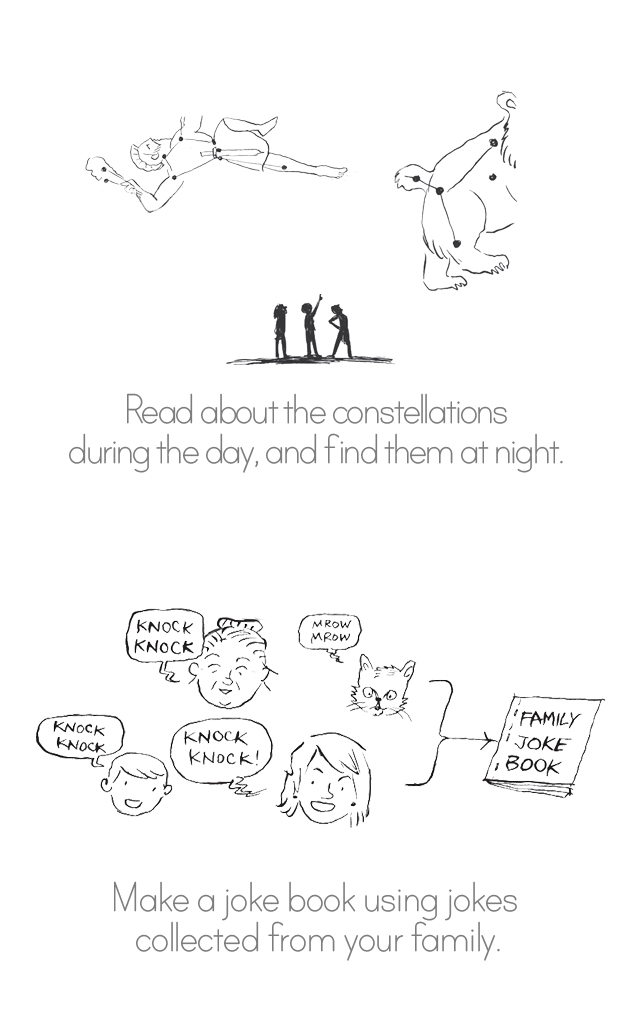 Read about the constellations
during the day, and find them at night.
KNOCK
KNOCK
MROW
MROW
KNOCK
KNOCK
KNOCK
KNOCK!
FAMILY
JOKE
BOOK
Make a joke book using jokes
collected from your family.